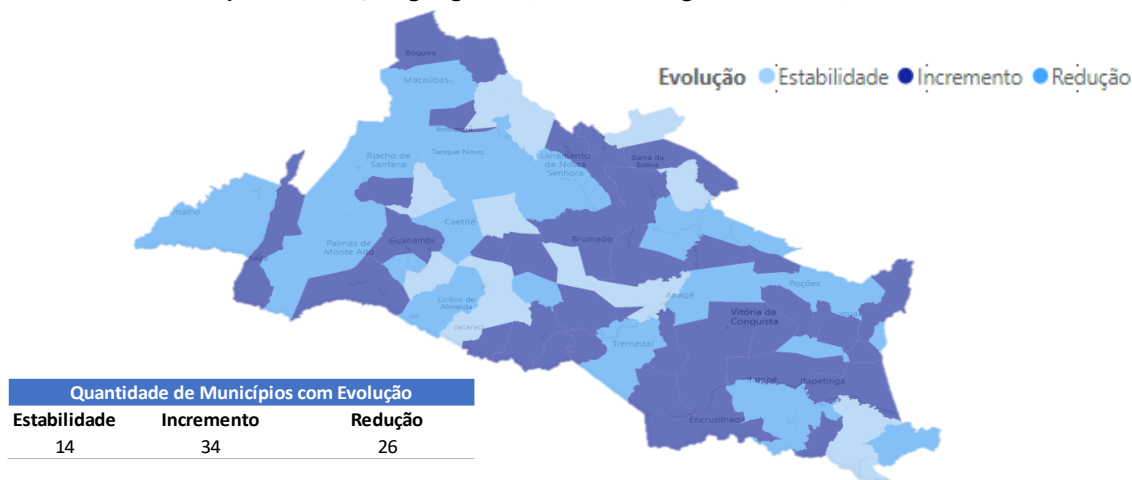 Boquira
Evolução Estabilidade Incremento Redução
Macaúbas
Tanque Novo
Riacho de
Santana
Livramento
de Nossa
Senhora
Barra da
Estiva
Caetité
Palmas de
Monte Alto
Guanambi
Brumado
Licínio de
Almeida
Jacaraci
Anagé
Poções
Vitória da
Conquista
Tremedal
Itapetinga
Encruzilhada
Quantidade de Municípios com Evolução
Estabilidade Incremento Redução
14 34 26